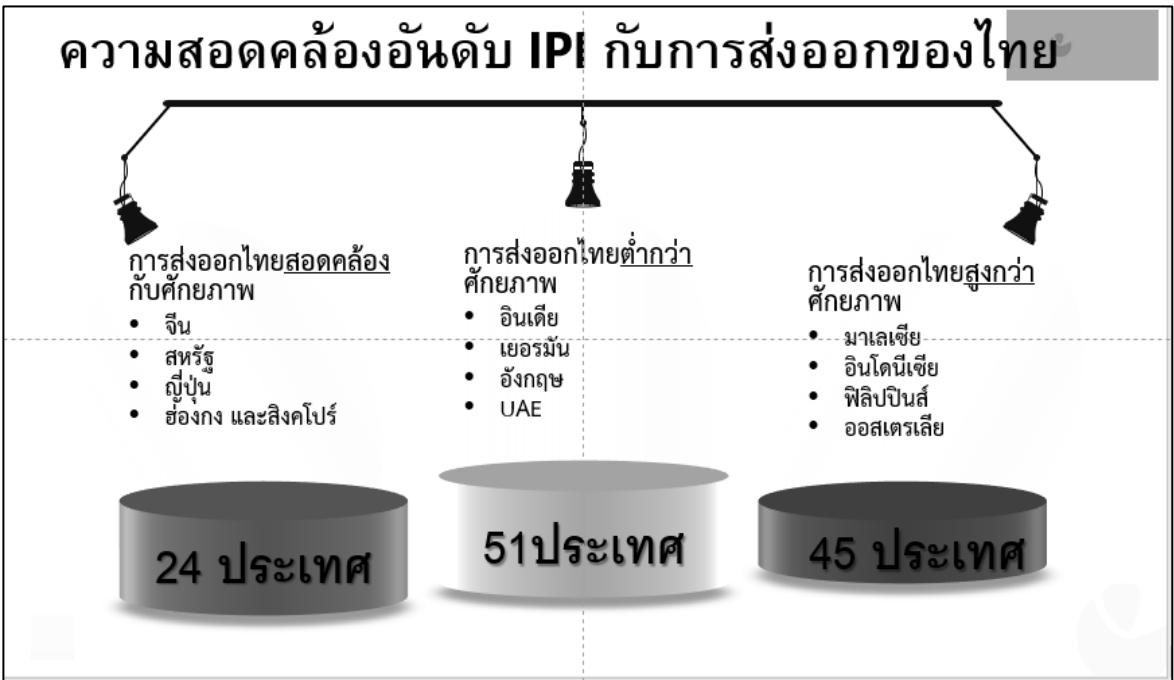 ความสอดคล้องอันดับ IPI กับการส่งออกของไทย
การส่งออกไทยสอดคล้อง
กับศักยภาพ
• จีน
• สหรัฐ
• ญี่ปุ่น
• ฮ่องกง และสิงคโปร์
24 ประเทศ
การส่งออกไทยต่ำกว่า
ศักยภาพ
• อินเดีย
• เยอรมัน
• อังกฤษ
• UAE
51ประเทศ
การส่งออกไทยสูงกว่า
ศักยภาพ
• มาเลเซีย
• อินโดนีเซีย
• ฟิลิปปินส์
• ออสเตรเลีย
45 ประเทศ